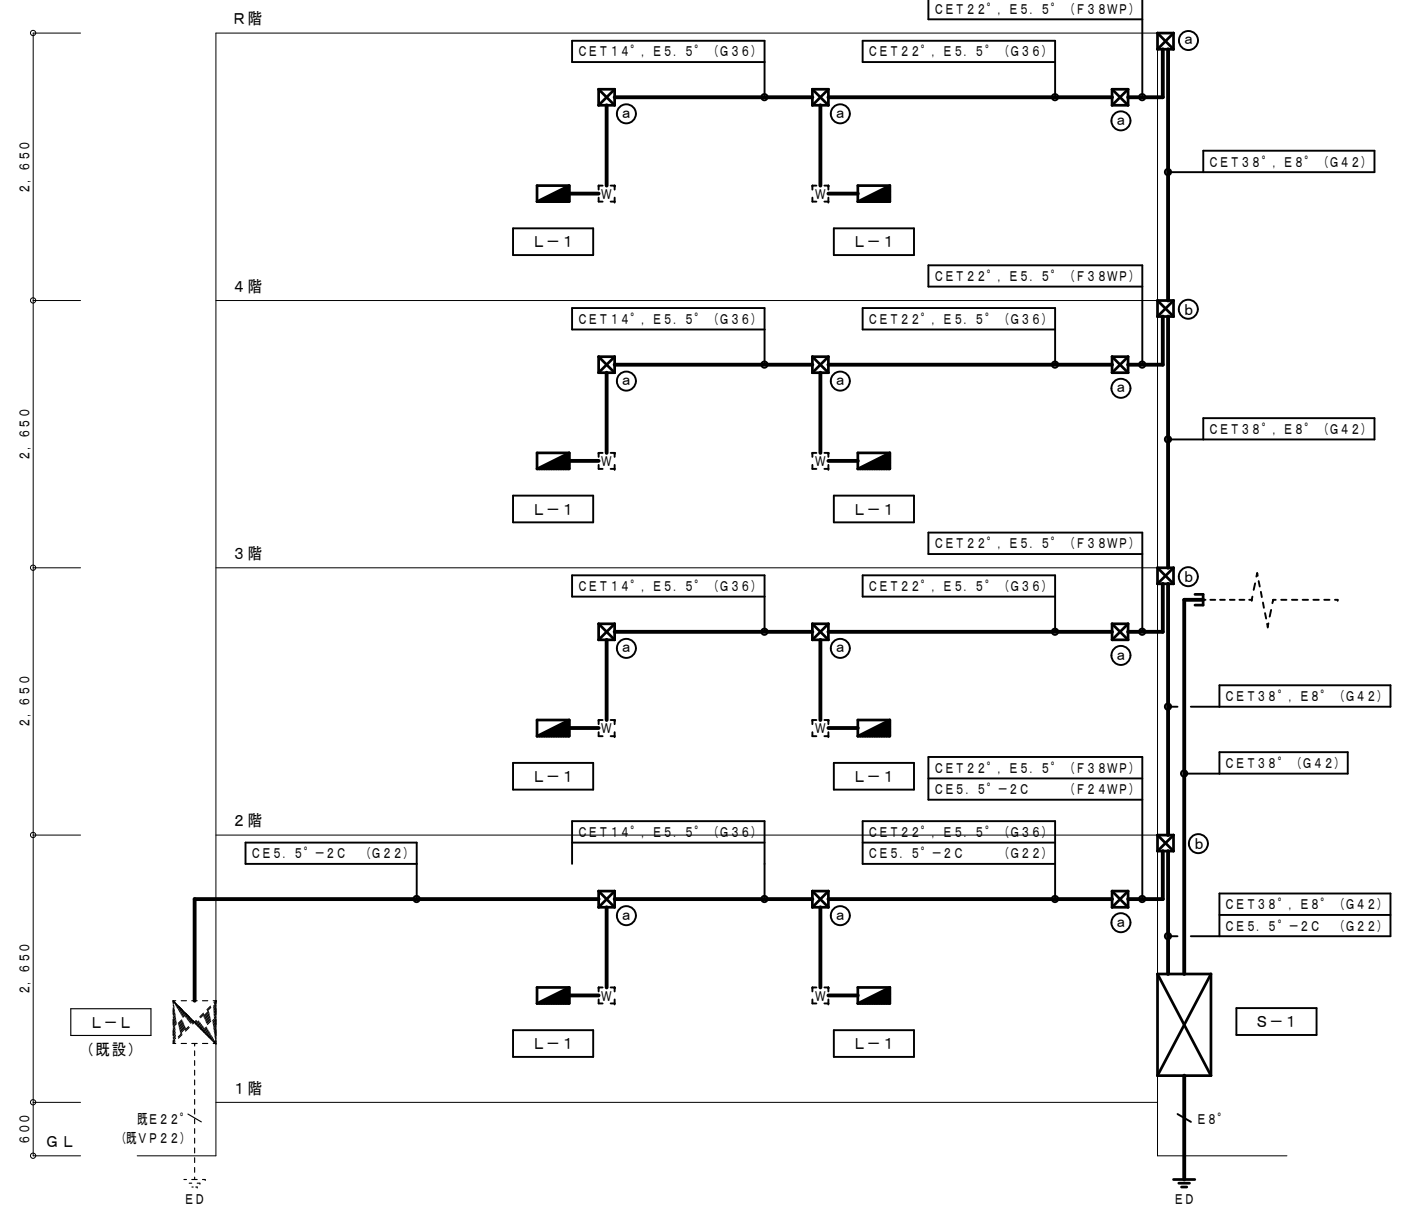 CET22°, E5.5° (F38WP)
R階
CET14°, E5.5° (G36)
CET22°, E5.5° (G36)
ⓐ
ⓐ
ⓐ
ⓐ
2,650
CET38°, E8° (G42)
W
W
L-1
L-1
CET22°, E5.5° (F38WP)
4階
CET14°, E5.5° (G36)
CET22°, E5.5° (G36)
ⓑ
ⓐ
ⓐ
ⓐ
2,650
CET38°, E8° (G42)
W
W
L-1
L-1
CET22°, E5.5° (F38WP)
3階
CET14°, E5.5° (G36)
CET22°, E5.5° (G36)
ⓑ
ⓐ
ⓐ
ⓐ
2,650
CET38°, E8° (G42)
W
W
L-1
L-1
CET38° (G42)
CET22°, E5.5° (F38WP)
CE5.5°-2C (F24WP)
2階
CET14°, E5.5° (G36)
CET22°, E5.5° (G36)
CE5.5°-2C (G22)
CE5.5°-2C (G22)
ⓑ
ⓐ
ⓐ
ⓐ
CET38°, E8° (G42)
CE5.5°-2C (G22)
2,650
W
W
L-L
(既設)
L-1
L-1
S-1
1階
600
GL
既E22°
(既VP22)
E8°
ED
ED